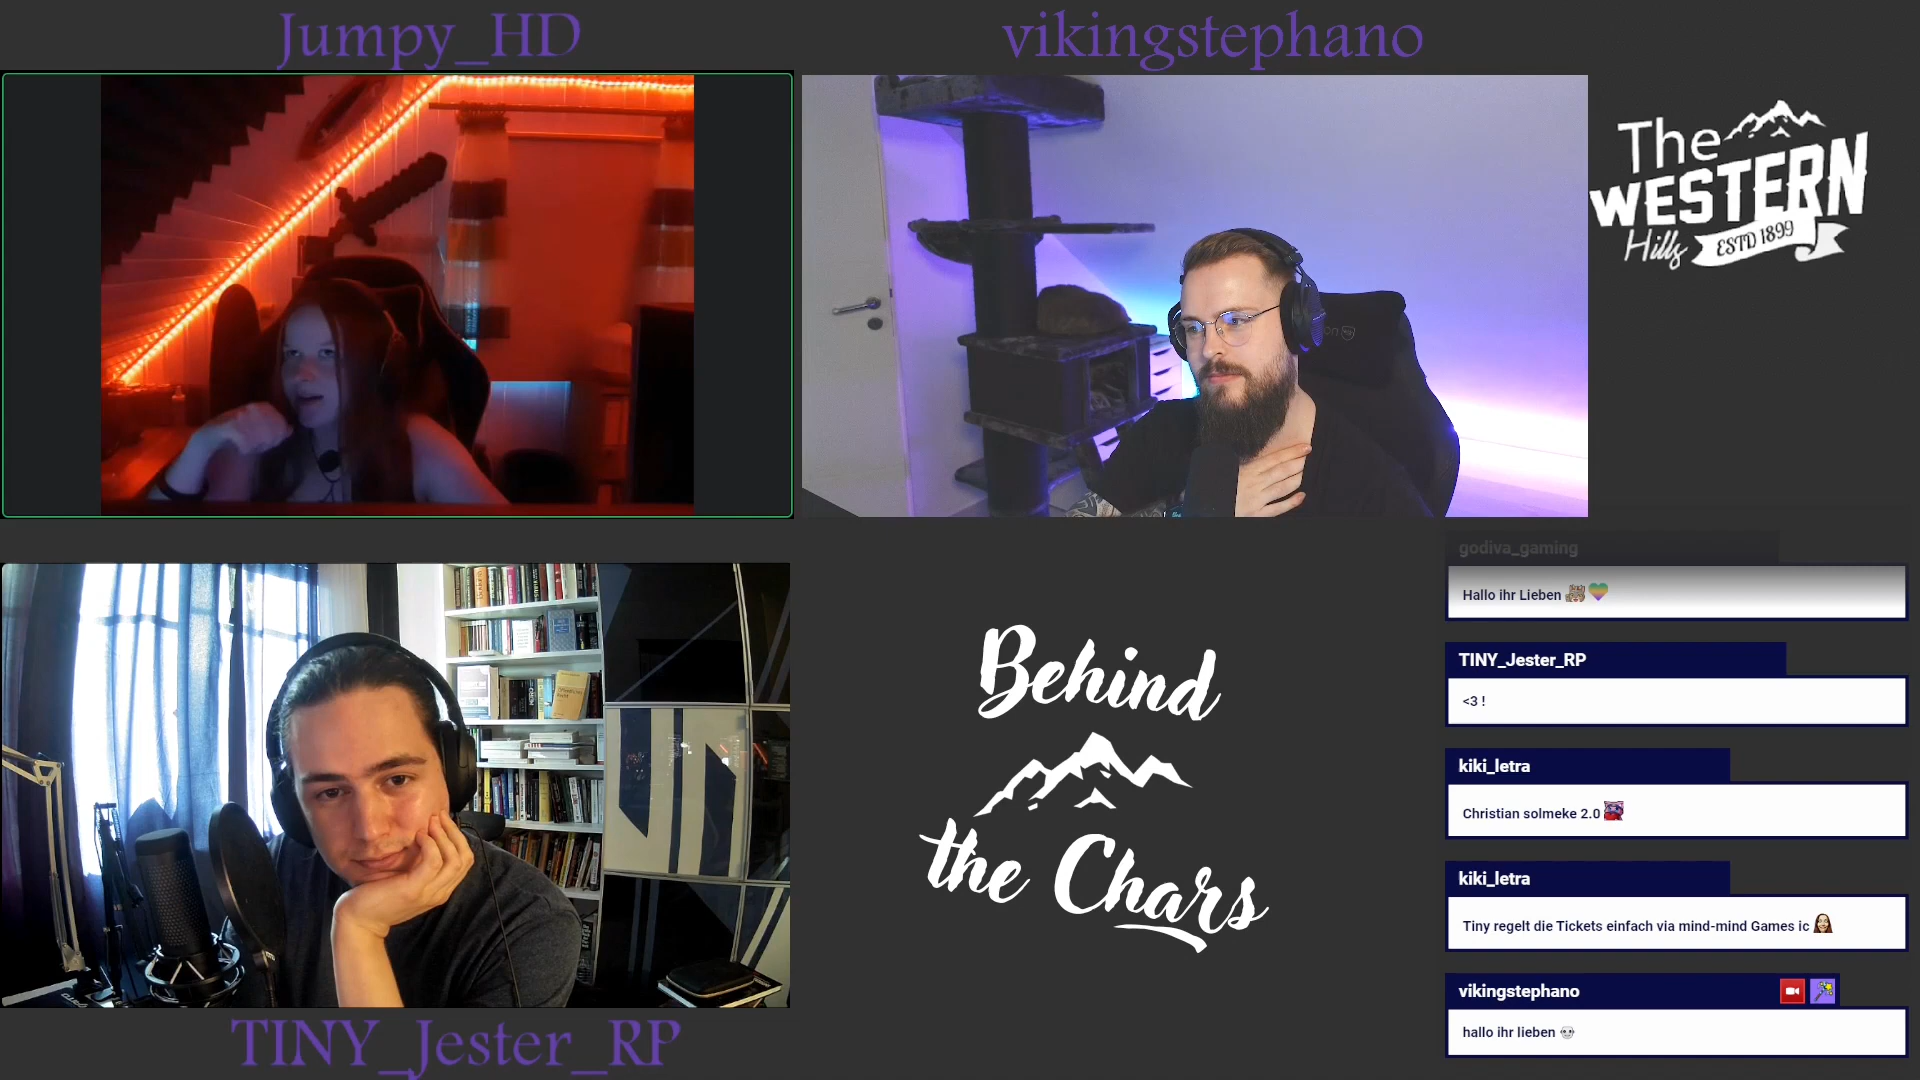 Jumpy_HD
vikingstephano
The
WESTERN
Hills
ESTD 1899
godiva_gaming
Hallo ihr Lieben
TINY_Jester_RP
<3 !
kiki_letra
Christian solmeke 2.0
kiki_letra
Tiny regelt die Tickets einfach via mind-mind Games ic
vikingstephano
hallo ihr lieben
Behind
the Chars
TINY_Jester_RP